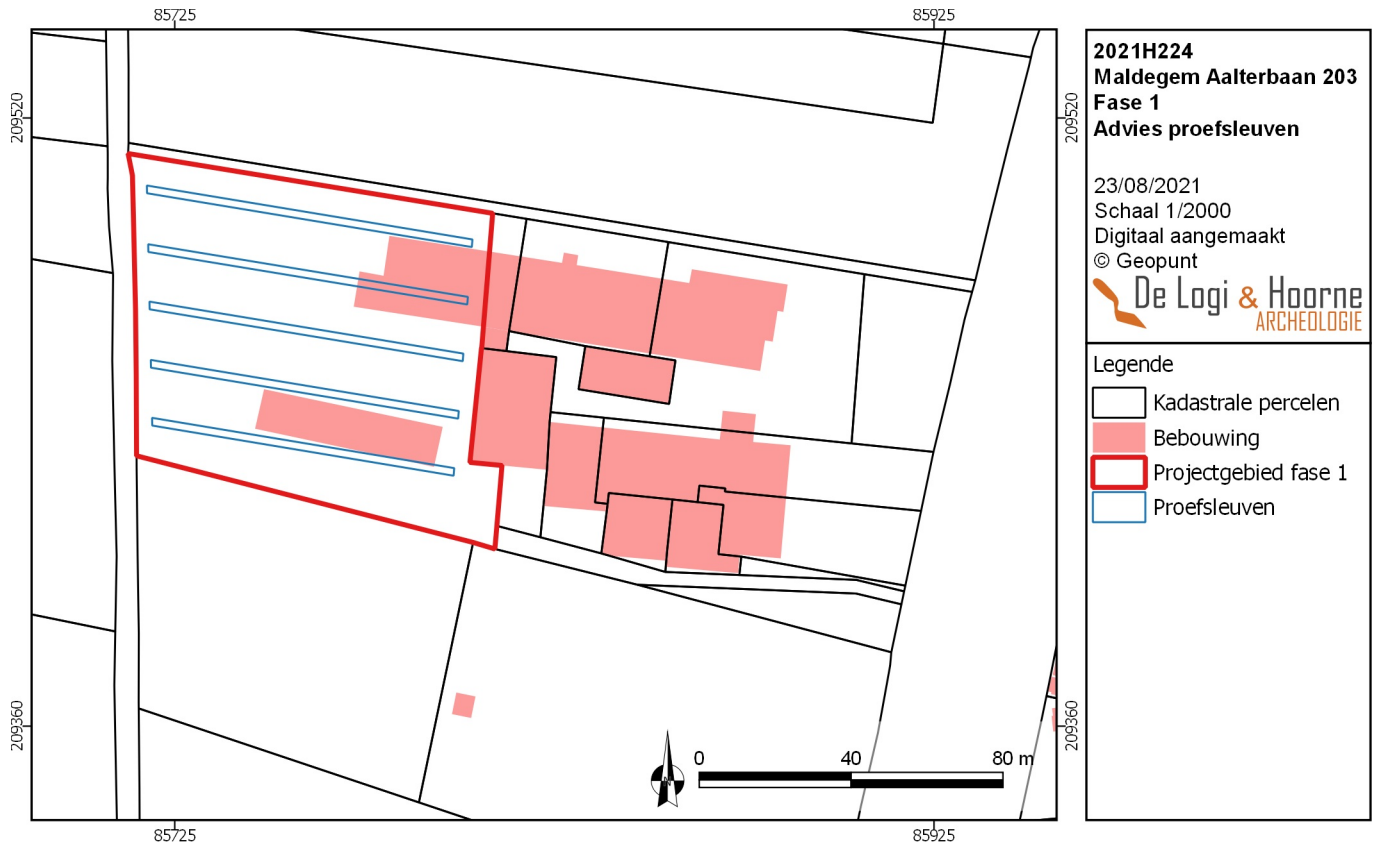 85725
85925
209520
209520
209360
209360
85725
85925
N
0
40
80 m
2021H224
Maldegem Aalterbaan 203
Fase 1
Advies proefsleuven
23/08/2021
Schaal 1/2000
Digitaal aangemaakt
© Geopunt
De Logi & Hoorne
ARCHEOLOGIE
Legende
Kadastrale percelen
Bebouwing
Projectgebied fase 1
Proefsleuven